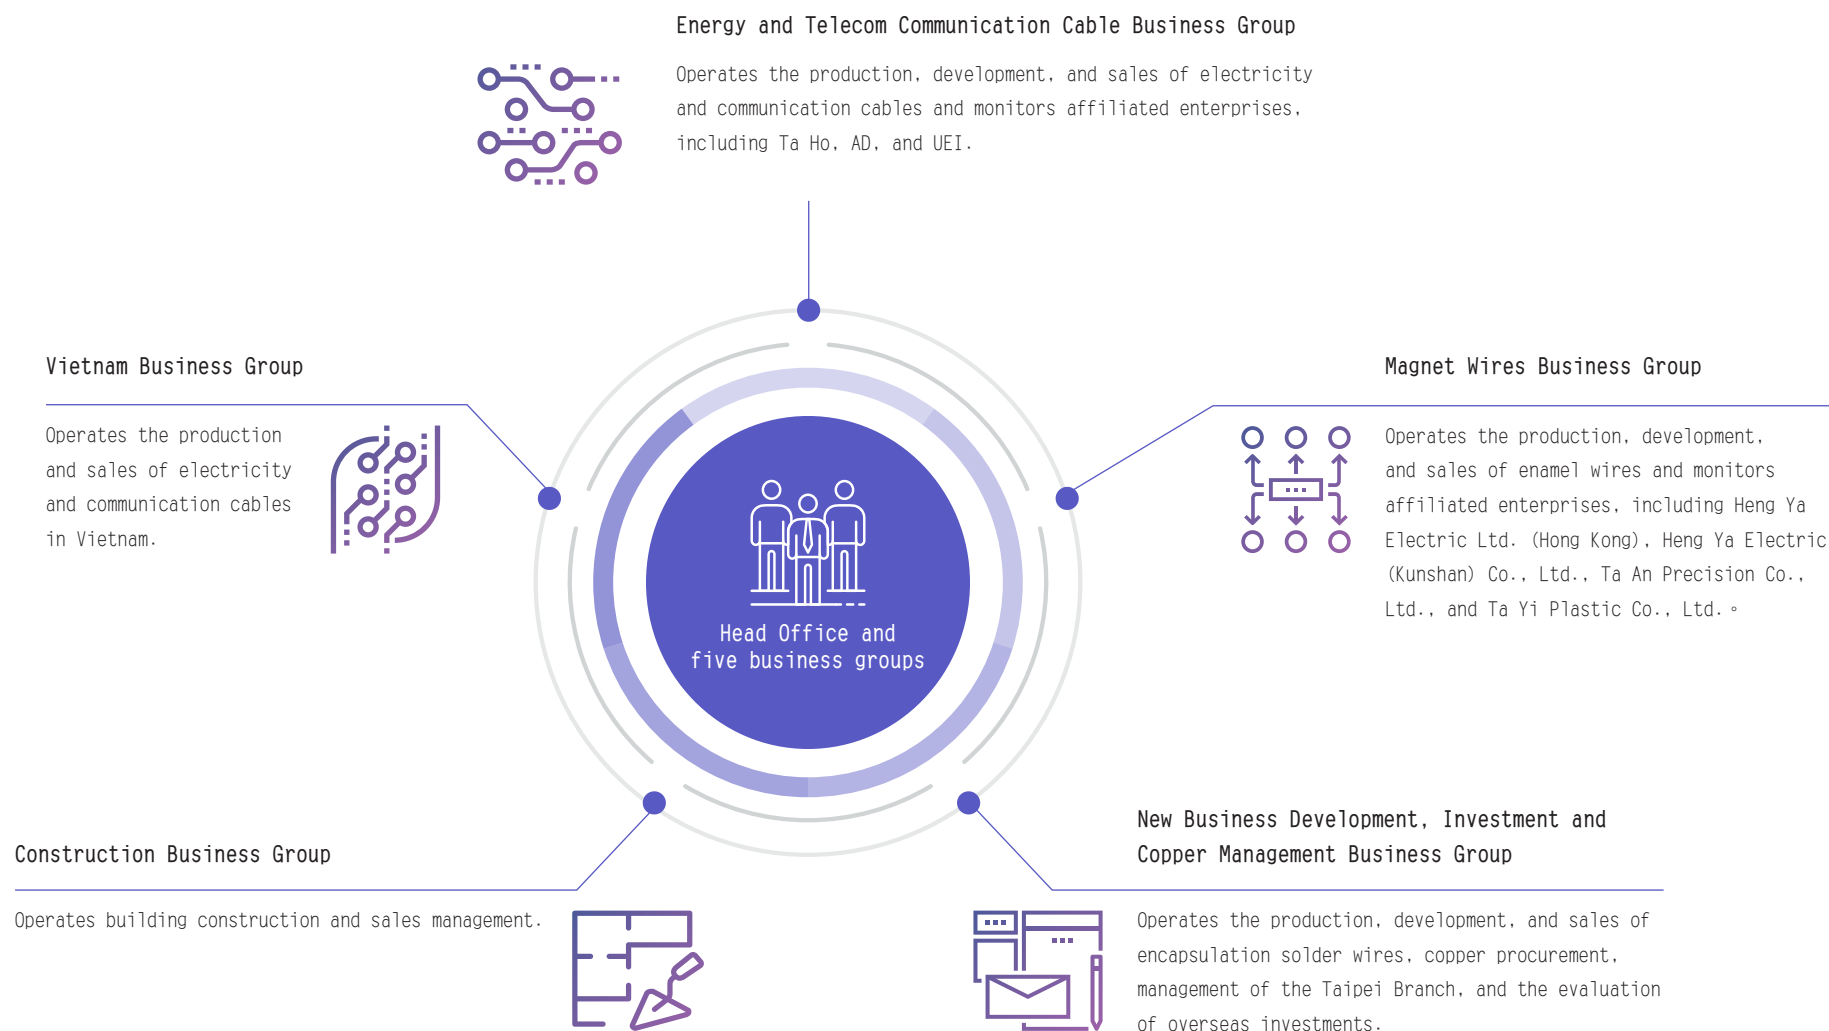 Energy and Telecom Communication Cable Business Group
Operates the production, development, and sales of electricity
and communication cables and monitors affiliated enterprises,
including Ta Ho, AD, and UEI.
Vietnam Business Group
Operates the production
and sales of electricity
and communication cables
in Vietnam.
Magnet Wires Business Group
Operates the production, development,
and sales of enamel wires and monitors
affiliated enterprises, including Heng Ya
Electric Ltd. (Hong Kong), Heng Ya Electric
(Kunshan) Co., Ltd., Ta An Precision Co.,
Ltd., and Ta Yi Plastic Co., Ltd.。
Head Office and
five business groups
Construction Business Group
Operates building construction and sales management.
New Business Development, Investment and
Copper Management Business Group
Operates the production, development, and sales of
encapsulation solder wires, copper procurement,
management of the Taipei Branch, and the evaluation
of overseas investments.